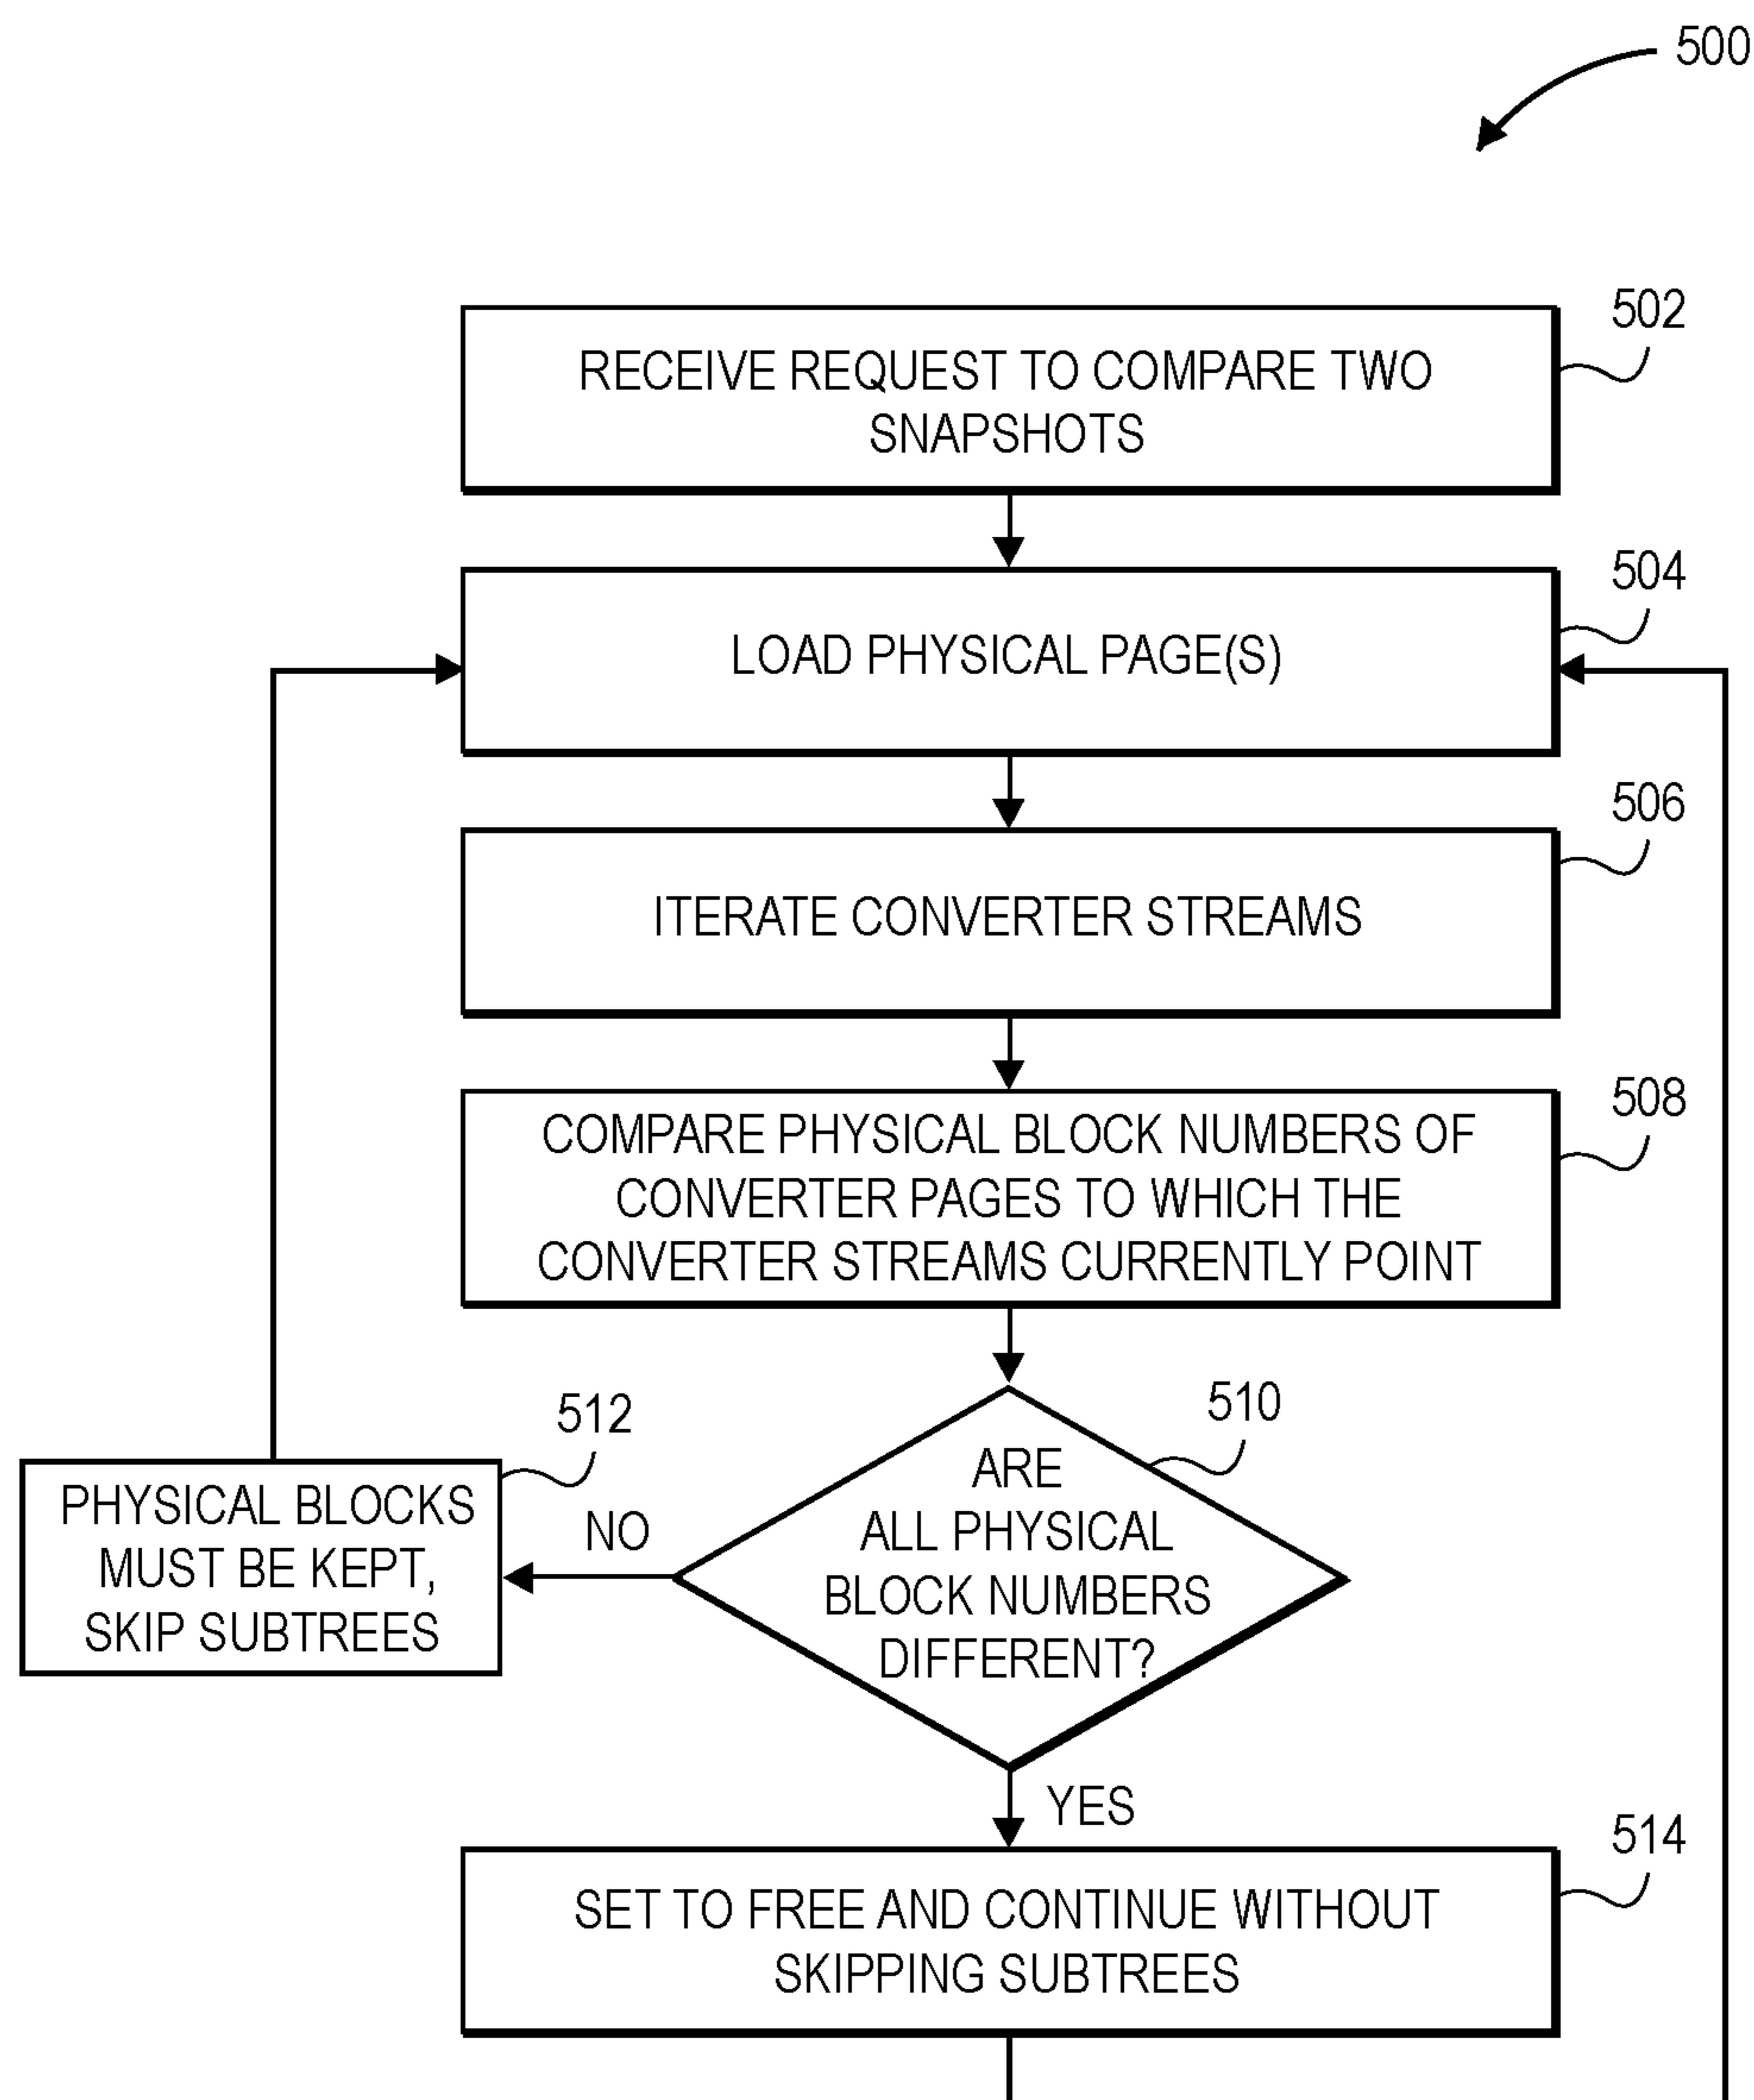 500
502
RECEIVE REQUEST TO COMPARE TWO
SNAPSHOTS
504
LOAD PHYSICAL PAGE(S)
506
ITERATE CONVERTER STREAMS
508
COMPARE PHYSICAL BLOCK NUMBERS OF
CONVERTER PAGES TO WHICH THE
CONVERTER STREAMS CURRENTLY POINT
510
ARE
ALL PHYSICAL
BLOCK NUMBERS
DIFFERENT?
NO
512
PHYSICAL BLOCKS
MUST BE KEPT,
SKIP SUBTREES
YES
514
SET TO FREE AND CONTINUE WITHOUT
SKIPPING SUBTREES